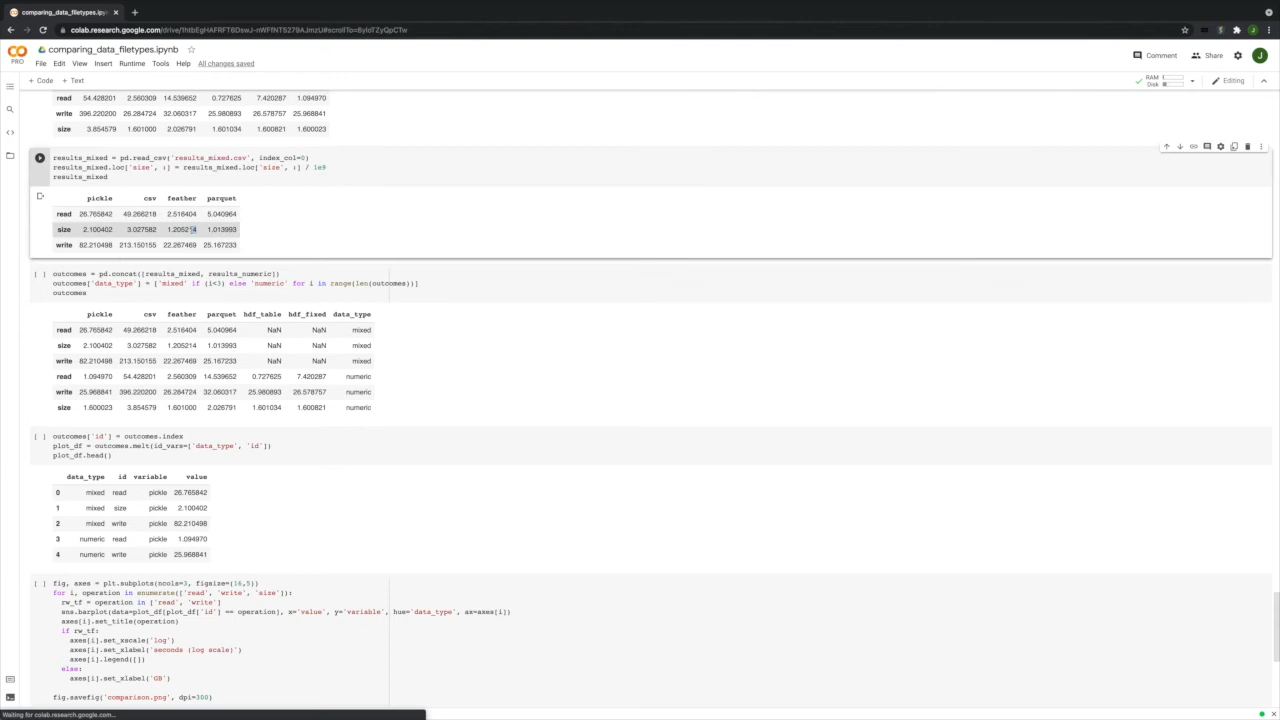 comparing_data_filetypes.ipynb
colab.research.google.com/drive/1htbEgHAFRFT6DswJ-nWFfNT5279AJmzU#scrollTo=8yIoTZyQpCTw
CO
PRO
comparing_data_filetypes.ipynb
File Edit View Insert Runtime Tools Help All changes saved
Comment Share J
+ Code + Text
RAM
Disk
Editing
read 54.428201 2.560309 14.539652 0.727625 7.420287 1.094970
write 396.220200 26.284724 32.060317 25.980893 26.578757 25.968841
size 3.854579 1.601000 2.026791 1.601034 1.600821 1.600023
results_mixed = pd.read_csv('results_mixed.csv', index_col=0)
results_mixed.loc['size', :] = results_mixed.loc['size', :] / 1e9
results_mixed
pickle csv feather parquet
read 26.765842 49.266218 2.516404 5.040964
size 2.100402 3.027582 1.205214 1.013993
write 82.210498 213.150155 22.267469 25.167233
[ ] outcomes = pd.concat([results_mixed, results_numeric])
outcomes['data_type'] = ['mixed' if (i<3) else 'numeric' for i in range(len(outcomes))]
outcomes
pickle csv feather parquet hdf_table hdf_fixed data_type
read 26.765842 49.266218 2.516404 5.040964 NaN NaN mixed
size 2.100402 3.027582 1.205214 1.013993 NaN NaN mixed
write 82.210498 213.150155 22.267469 25.167233 NaN NaN mixed
read 1.094970 54.428201 2.560309 14.539652 0.727625 7.420287 numeric
write 25.968841 396.220200 26.284724 32.060317 25.980893 26.578757 numeric
size 1.600023 3.854579 1.601000 2.026791 1.601034 1.600821 numeric
[ ] outcomes['id'] = outcomes.index
plot_df = outcomes.melt(id_vars=['data_type', 'id'])
plot_df.head()
data_type id variable value
0 mixed read pickle 26.765842
1 mixed size pickle 2.100402
2 mixed write pickle 82.210498
3 numeric read pickle 1.094970
4 numeric write pickle 25.968841
[ ] fig, axes = plt.subplots(ncols=3, figsize=(16,5))
for i, operation in enumerate(['read', 'write', 'size']):
rw_tf = operation in ['read', 'write']
sns.barplot(data=plot_df[plot_df['id'] == operation], x='value', y='variable', hue='data_type', ax=axes[i])
axes[i].set_title(operation)
if rw_tf:
axes[i].set_xscale('log')
axes[i].set_xlabel('seconds (log scale)')
axes[i].legend([])
else:
axes[i].set_xlabel('GB')
fig.savefig('comparison.png', dpi=300)
Waiting for colab.research.google.com...